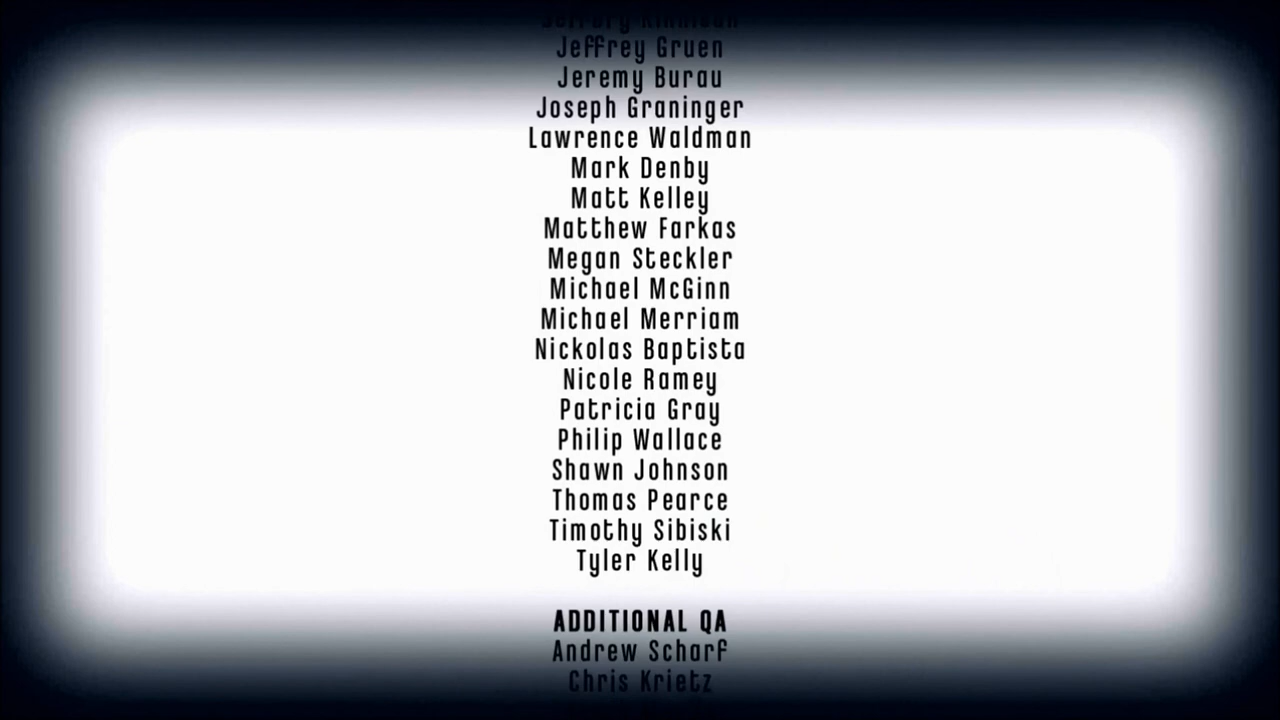 Jeffrey Gruen
Jeremy Burau
Joseph Graninger
Lawrence Waldman
Mark Denby
Matt Kelley
Matthew Farkas
Megan Steckler
Michael McGinn
Michael Merriam
Nickolas Baptista
Nicole Ramey
Patricia Gray
Philip Wallace
Shawn Johnson
Thomas Pearce
Timothy Sibiski
Tyler Kelly
ADDITIONAL QA
Andrew Scharf
Chris Krietz